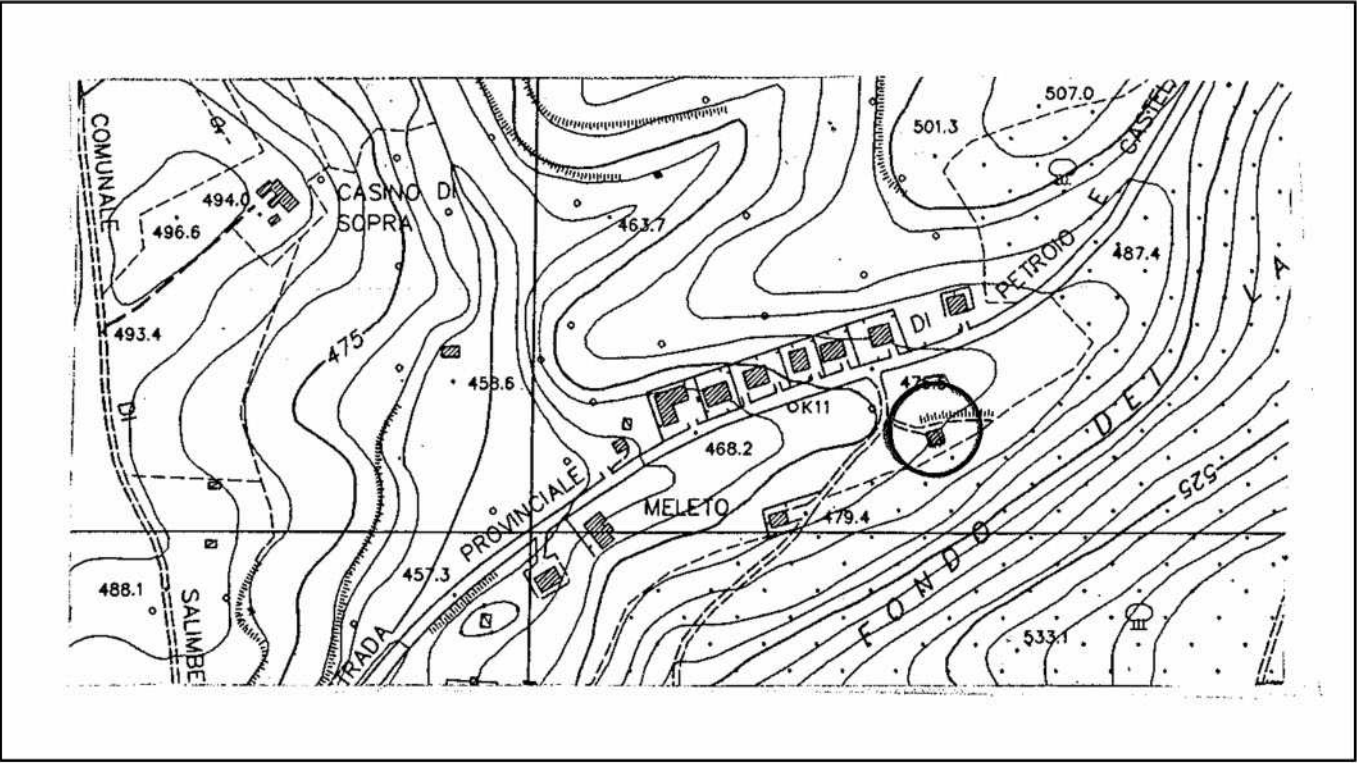 507.0
501.3
CASTEL
COMUNALE
494.0
CASINO DI
SOPRA
496.6
463.7
487.4
E
PETROIO
LA
493.4
475
DI
458.6
DI
K11
468.2
DEI
525
PROVINCIALE
MELETO
479.4
FONDO
457.3
488.1
SALIMBE
TRADA
533.1